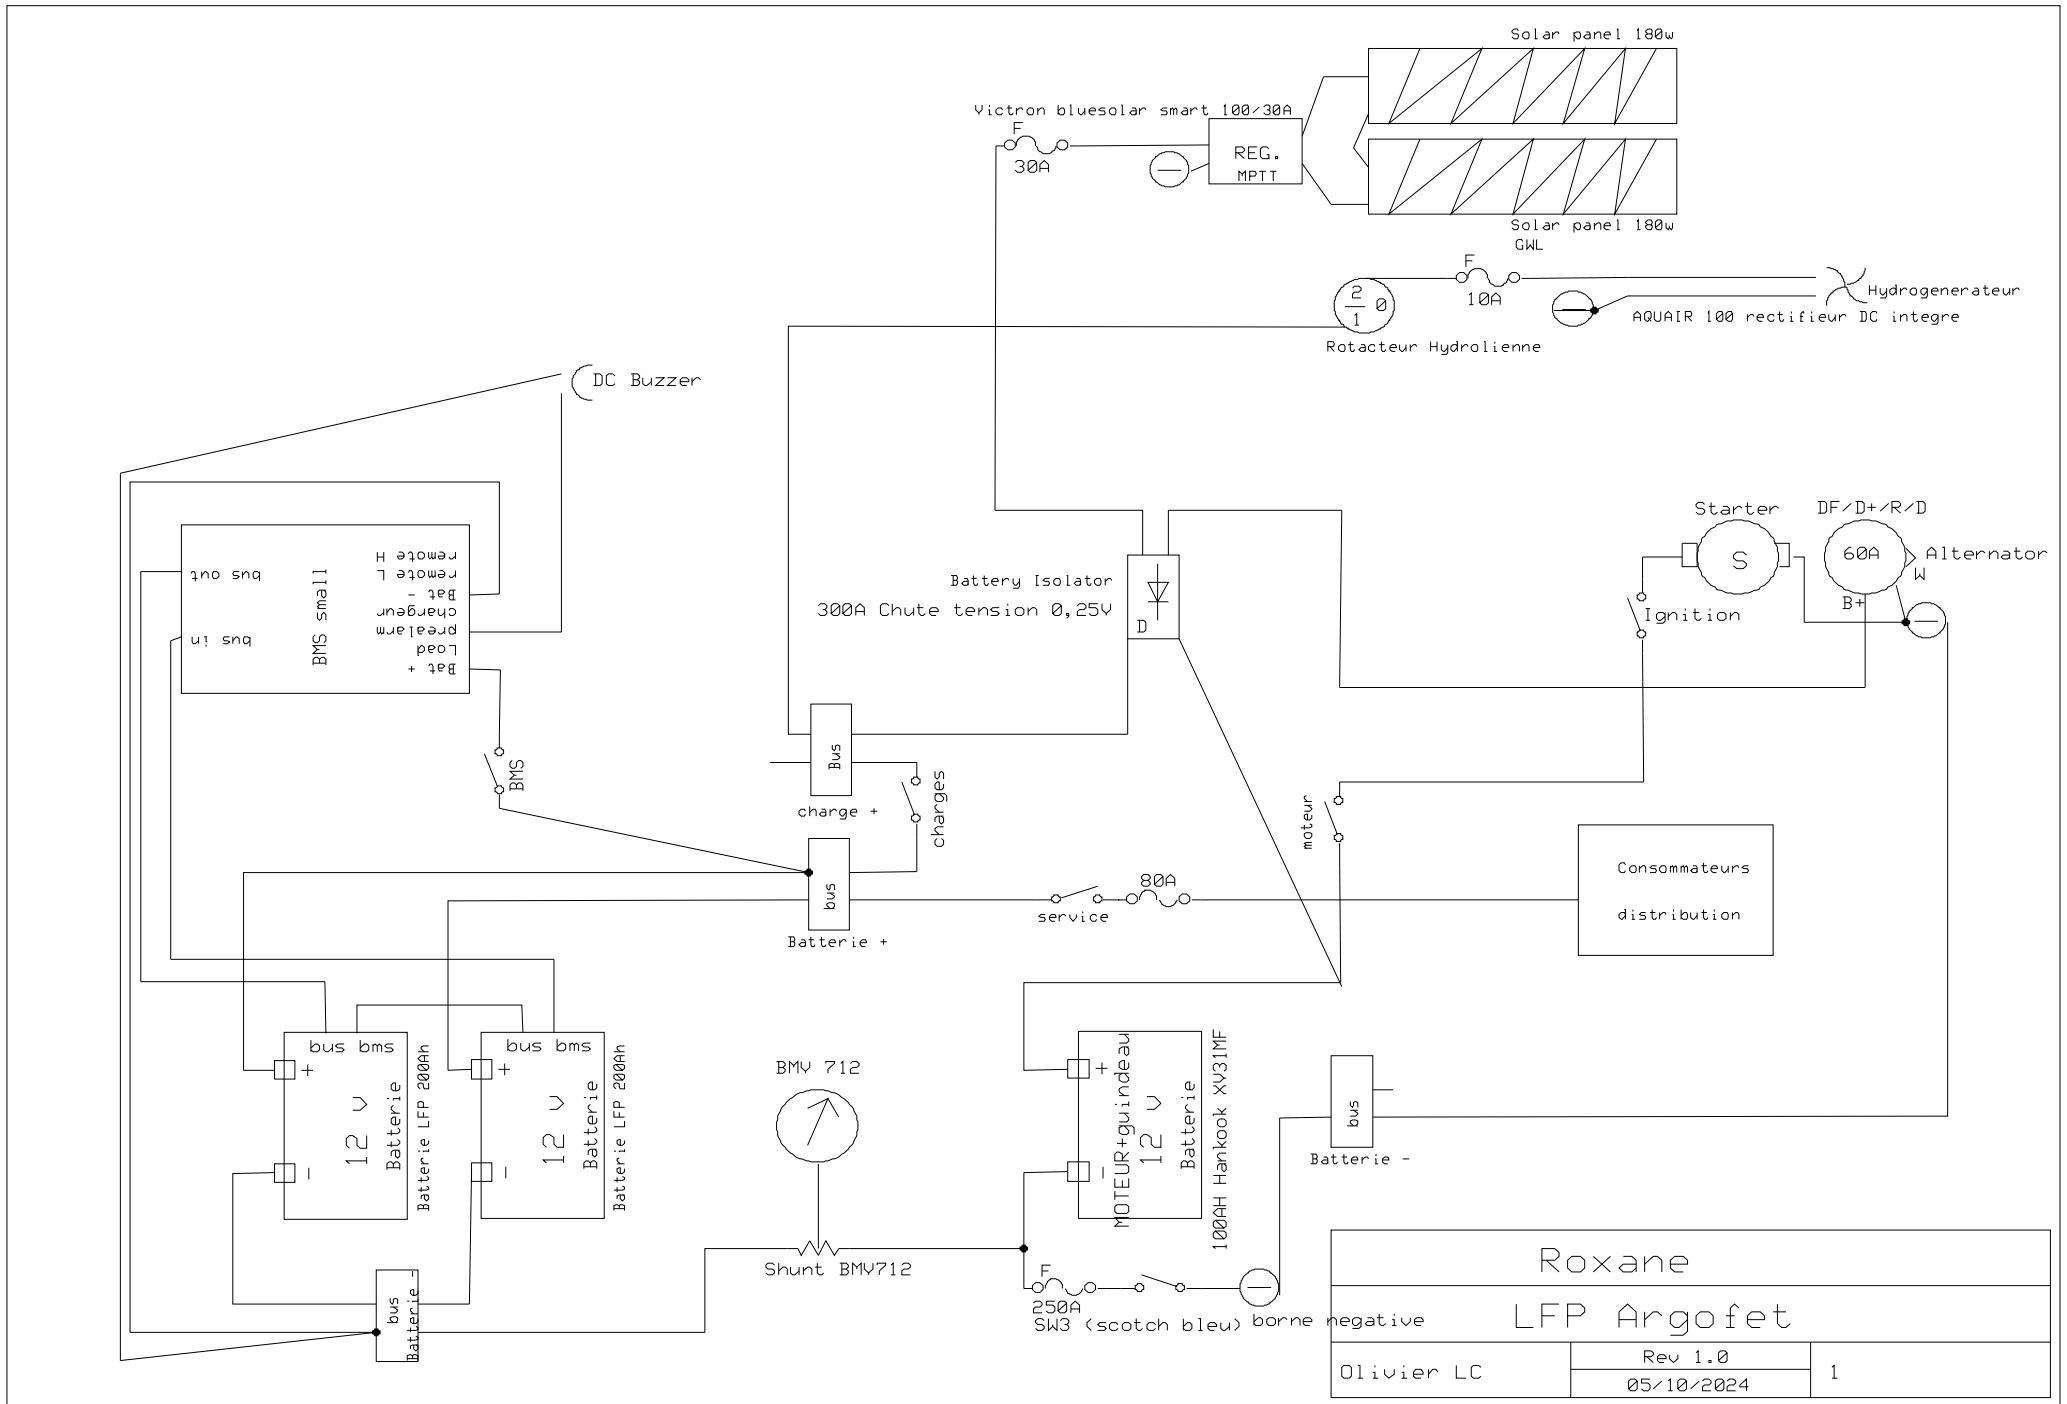 Solar panel 180w
Victron bluesolar smart 100/30A
F
30A
REG.
MPTT
Solar panel 180w
GWL
F
10A
2
1
0
Hydrogenerateur
AQUAIR 100 rectifieur DC integre
Rotacteur Hydrolienne
DC Buzzer
Starter
DF/D+/R/D
S
60A
Alternator
W
B+
Ignition
Battery Isolator
300A Chute tension 0,25V
D
bus out
bus in
BMS small
remote H
remote L
Bat -
chargeur
prealarm
Load
Bat +
BMS
Bus
charge +
charges
moteur
bus
Batterie +
service
80A
Consommateurs
distribution
bus bms
+
-
12 v
Batterie
Batterie LFP 200Ah
bus bms
+
-
12 v
Batterie
Batterie LFP 200Ah
BMV 712
Shunt BMV712
MOTEUR+guindeau
+
-
12 v
Batterie
100AH Hankook XV31MF
bus
Batterie -
bus
Batterie -
F
250A
SW3 (scotch bleu)
borne negative
Roxane
LFP Argofet
Olivier LC
Rev 1.0
05/10/2024
1